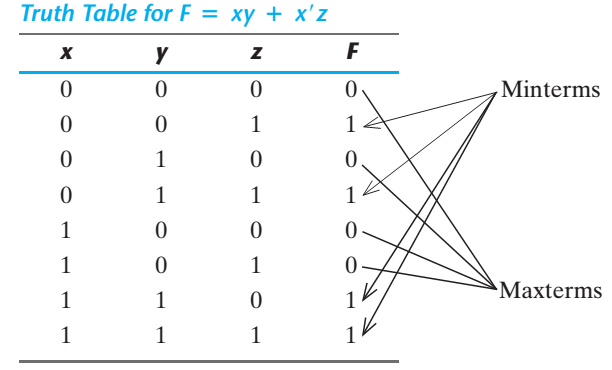 Truth Table for F = xy + x′z
x y z F
0 0 0 0 Minterms
0 0 1 1
0 1 0 0
0 1 1 1
1 0 0 0
1 0 1 0
1 1 0 1 Maxterms
1 1 1 1